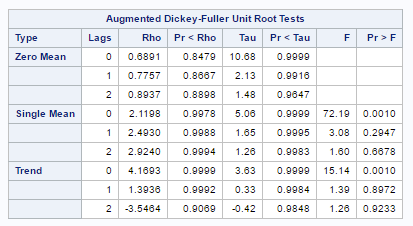 Augmented Dickey-Fuller Unit Root Tests
Type Lags Rho Pr < Rho Tau Pr < Tau F Pr > F
Zero Mean 0 0.6891 0.8479 10.68 0.9999
1 0.7757 0.8667 2.13 0.9916
2 0.8937 0.8898 1.48 0.9647
Single Mean 0 2.1198 0.9978 5.06 0.9999 72.19 0.0010
1 2.4930 0.9988 1.65 0.9995 3.08 0.2947
2 2.9240 0.9994 1.26 0.9983 1.60 0.6678
Trend 0 4.1693 0.9999 3.63 0.9999 15.14 0.0010
1 1.3936 0.9992 0.33 0.9984 1.39 0.8972
2 -3.5464 0.9069 -0.42 0.9848 1.26 0.9233